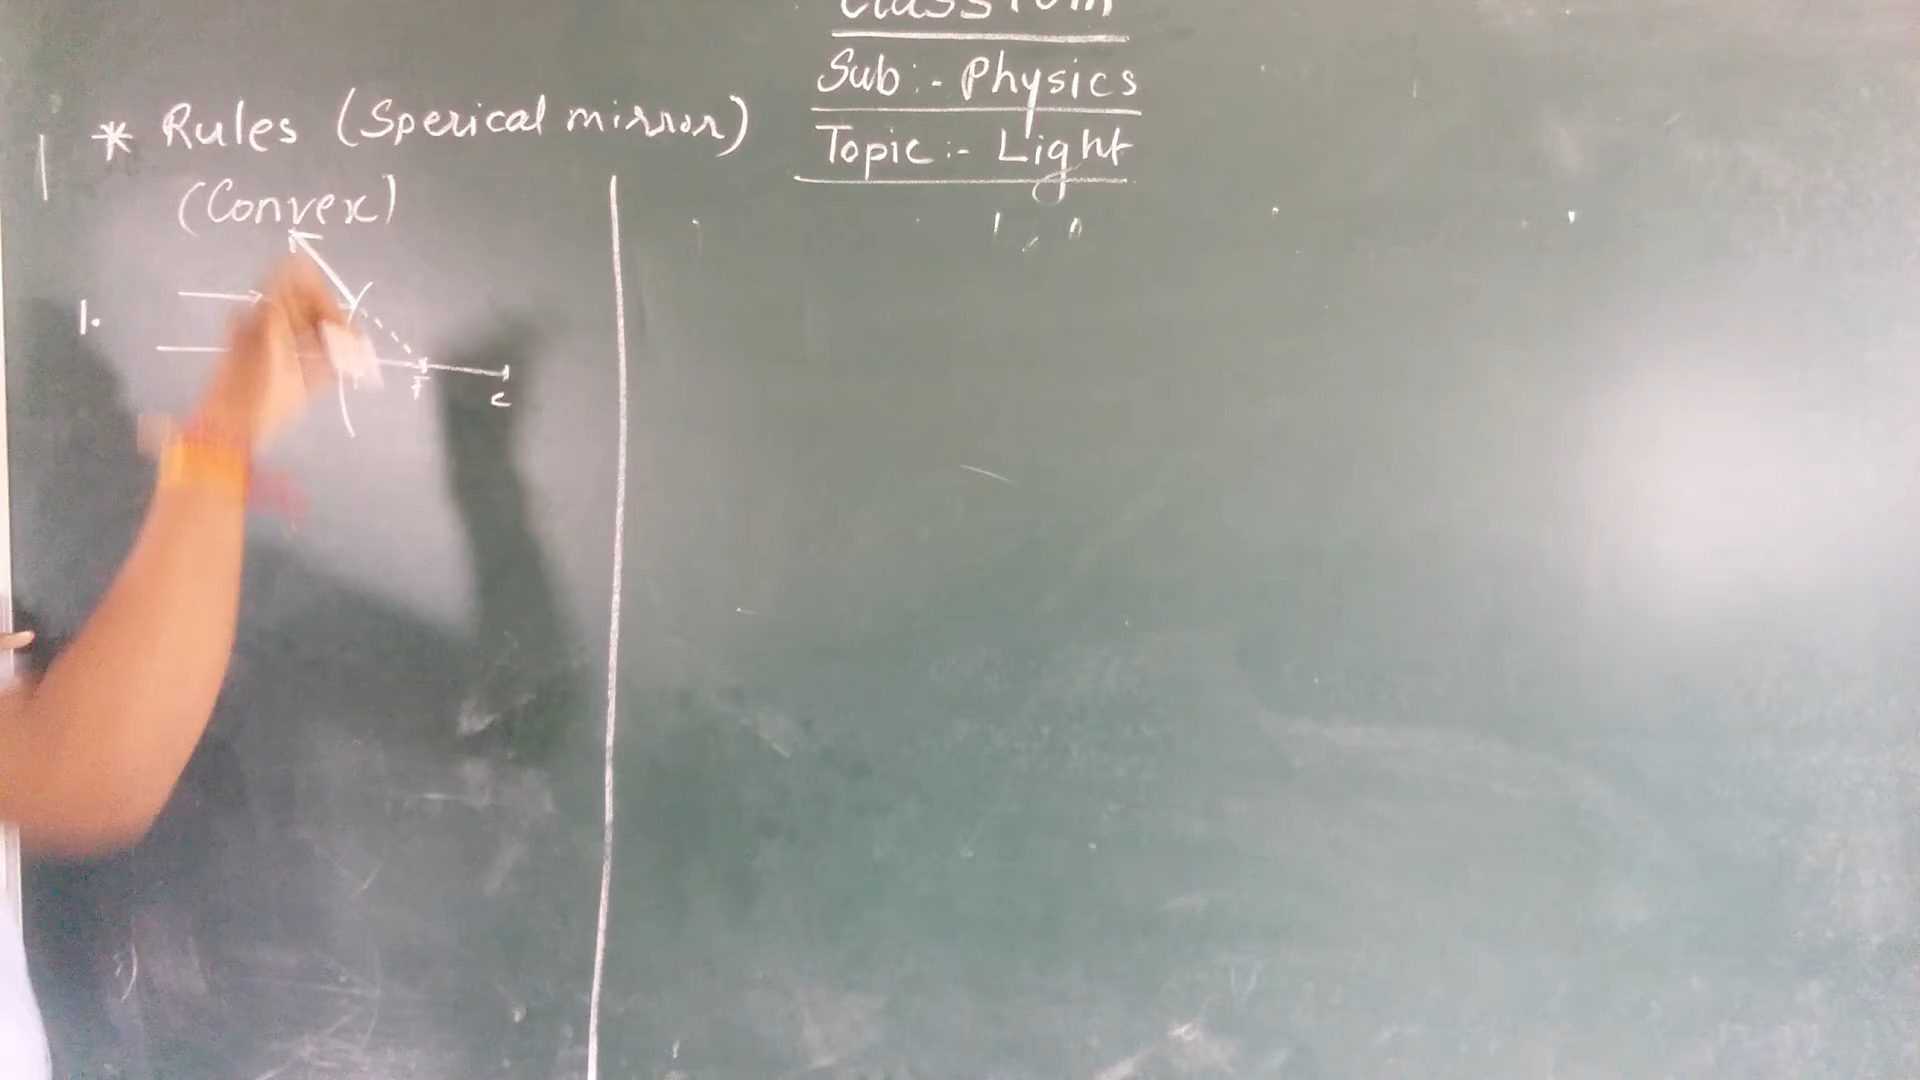 Sub:- Physics
Topic:- Light
* Rules (Sperical mirror)
(Convex)
1.
F
C